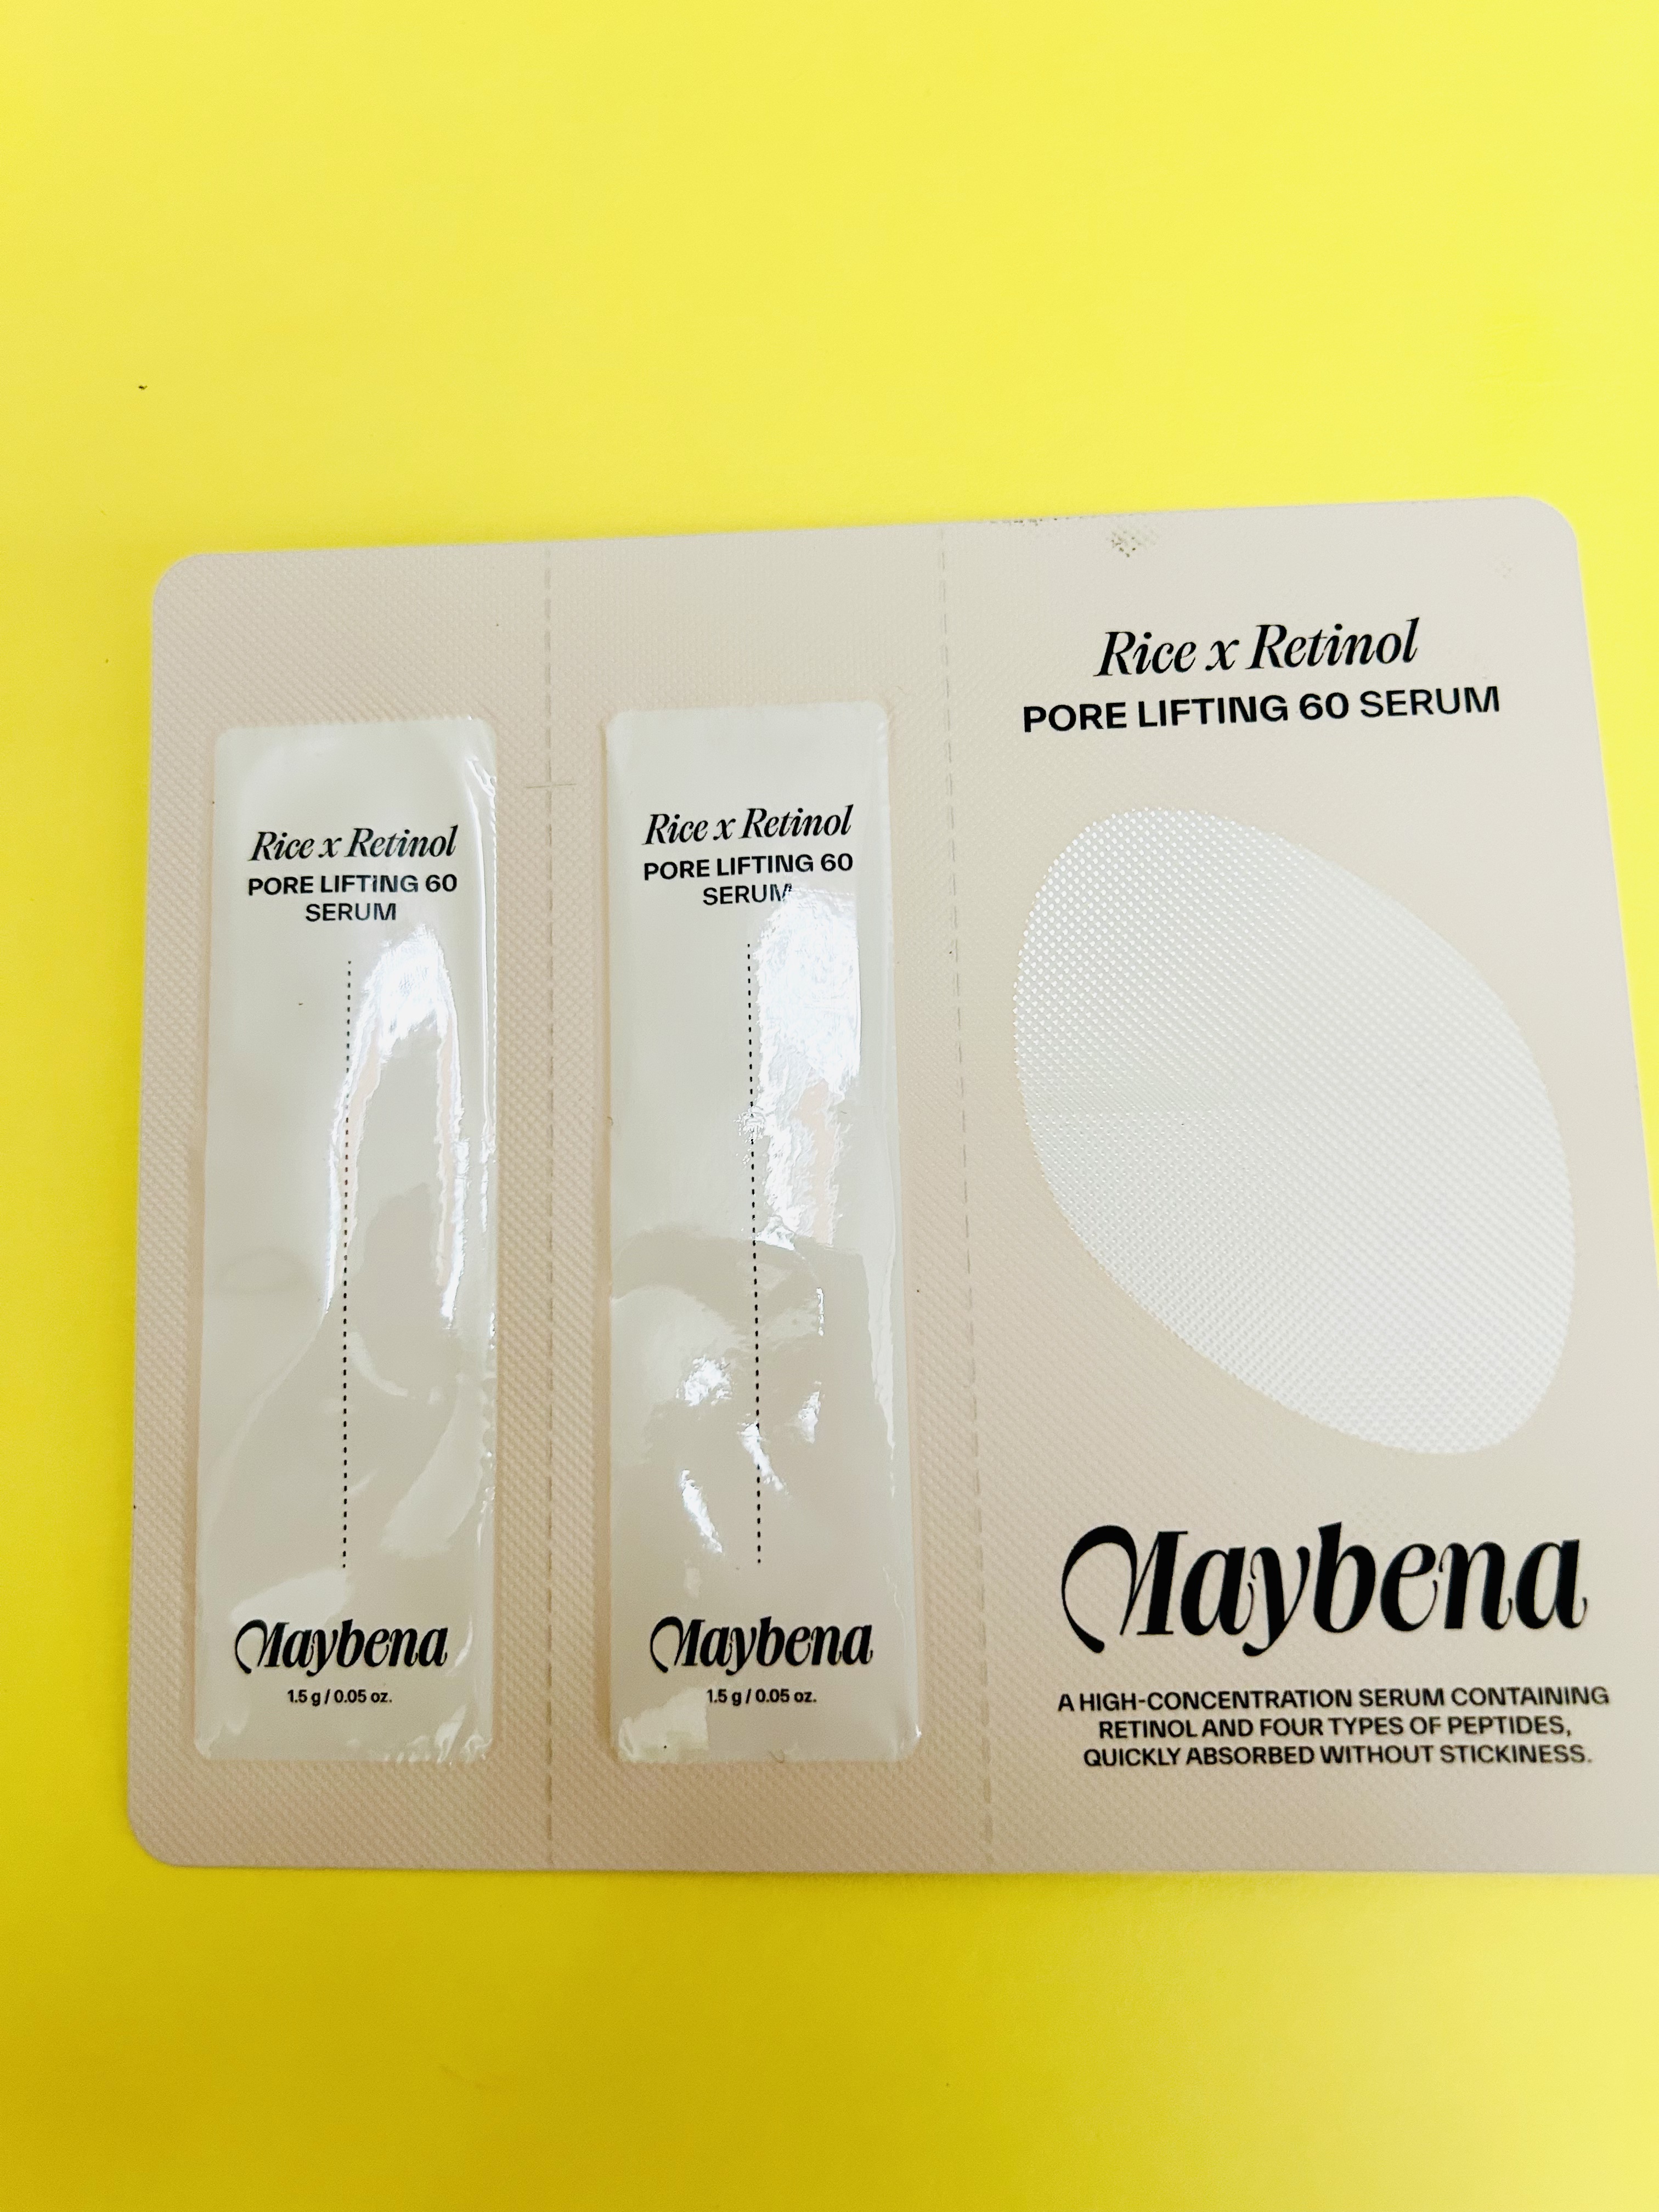 Rice x Retinol
PORE LIFTING 60
SERUM
Maybena
1.5 g / 0.05 oz.
Rice x Retinol
PORE LIFTING 60
SERUM
Maybena
1.5 g / 0.05 oz.
Rice x Retinol
PORE LIFTING 60 SERUM
Maybena
A HIGH-CONCENTRATION SERUM CONTAINING
RETINOL AND FOUR TYPES OF PEPTIDES,
QUICKLY ABSORBED WITHOUT STICKINESS.